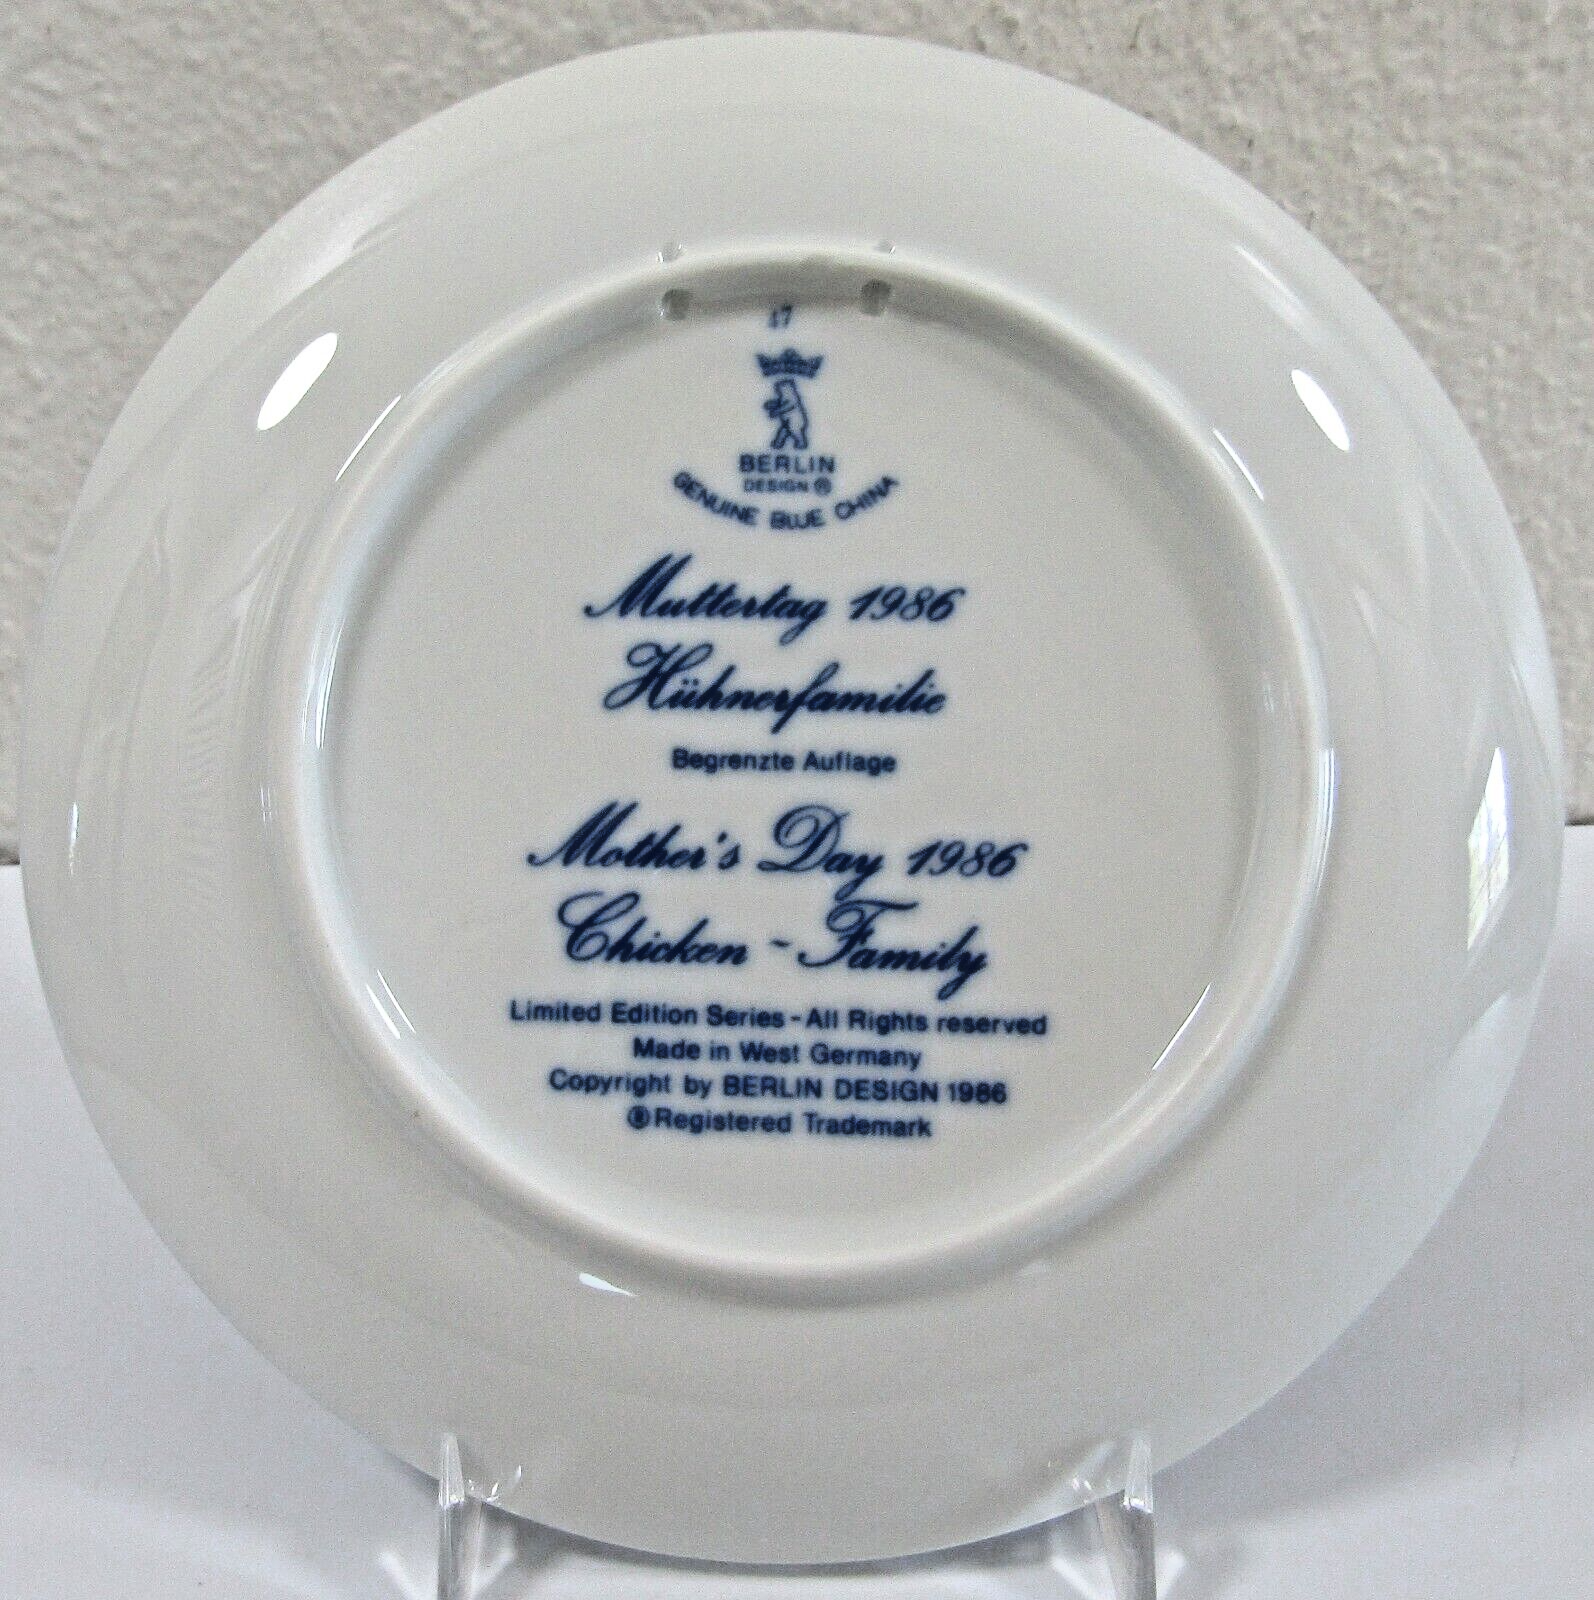 17
BERLIN
DESIGN ®
GENUINE BLUE CHINA
Muttertag 1986
Hühnerfamilie
Begrenzte Auflage
Mother's Day 1986
Chicken - Family
Limited Edition Series - All Rights reserved
Made in West Germany
Copyright by BERLIN DESIGN 1986
® Registered Trademark